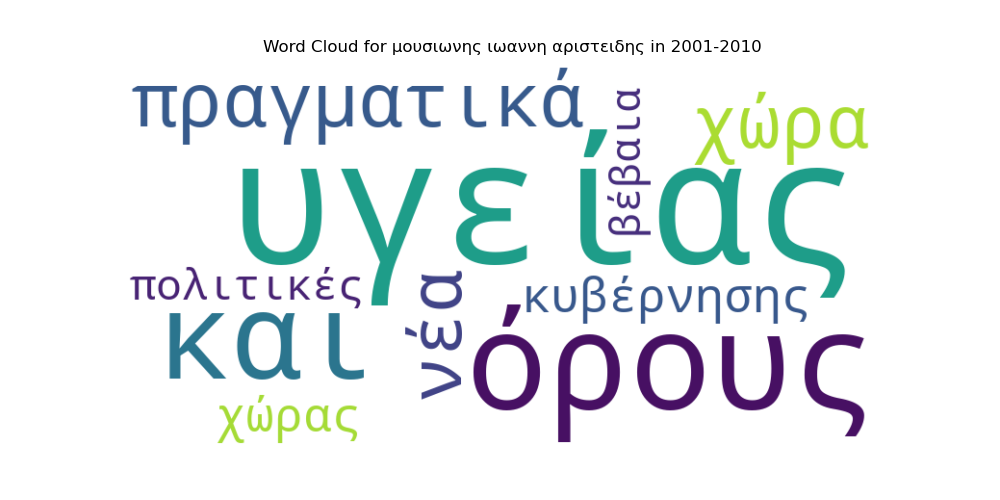 Word Cloud for μουσιωνης ιωαννη αριστειδης in 2001-2010
πραγματικά
χώρα
βέβαια
υγείας
πολιτικές
νέα
κυβέρνησης
και
όρους
χώρας